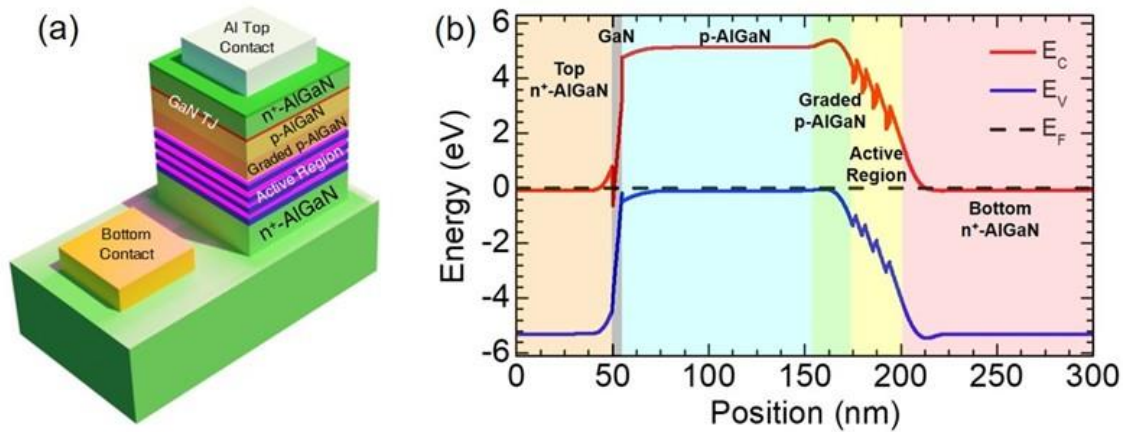 (a)
Al Top
Contact
GaN TJ
n⁺-AlGaN
p-AlGaN
Graded p-AlGaN
Active Region
n⁺-AlGaN
Bottom
Contact
(b)
6
4
2
0
-2
-4
-6
Energy (eV)
GaN
p-AlGaN
Top
n⁺-AlGaN
Graded
p-AlGaN
Active
Region
Bottom
n⁺-AlGaN
E_C
E_V
E_F
0 50 100 150 200 250 300
Position (nm)